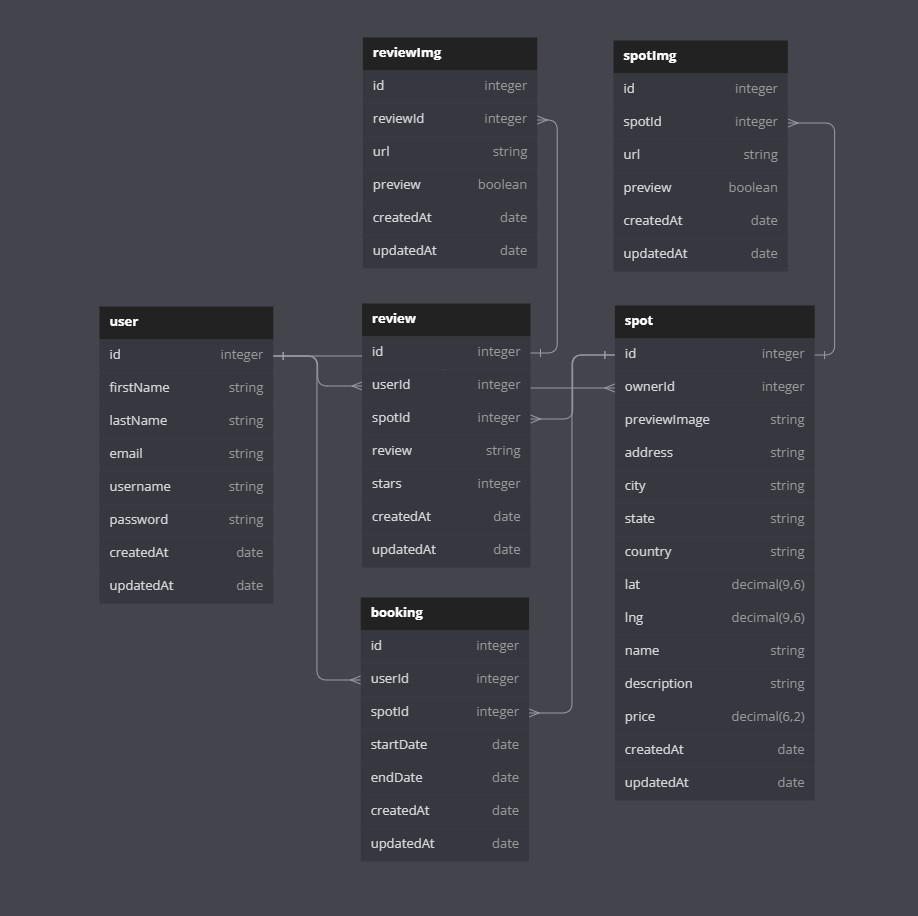 reviewImg
id integer
reviewId integer
url string
preview boolean
createdAt date
updatedAt date
spotImg
id integer
spotId integer
url string
preview boolean
createdAt date
updatedAt date
user
id integer
firstName string
lastName string
email string
username string
password string
createdAt date
updatedAt date
review
id integer
userId integer
spotId integer
review string
stars integer
createdAt date
updatedAt date
spot
id integer
ownerId integer
previewImage string
address string
city string
state string
country string
lat decimal(9,6)
lng decimal(9,6)
name string
description string
price decimal(6,2)
createdAt date
updatedAt date
booking
id integer
userId integer
spotId integer
startDate date
endDate date
createdAt date
updatedAt date